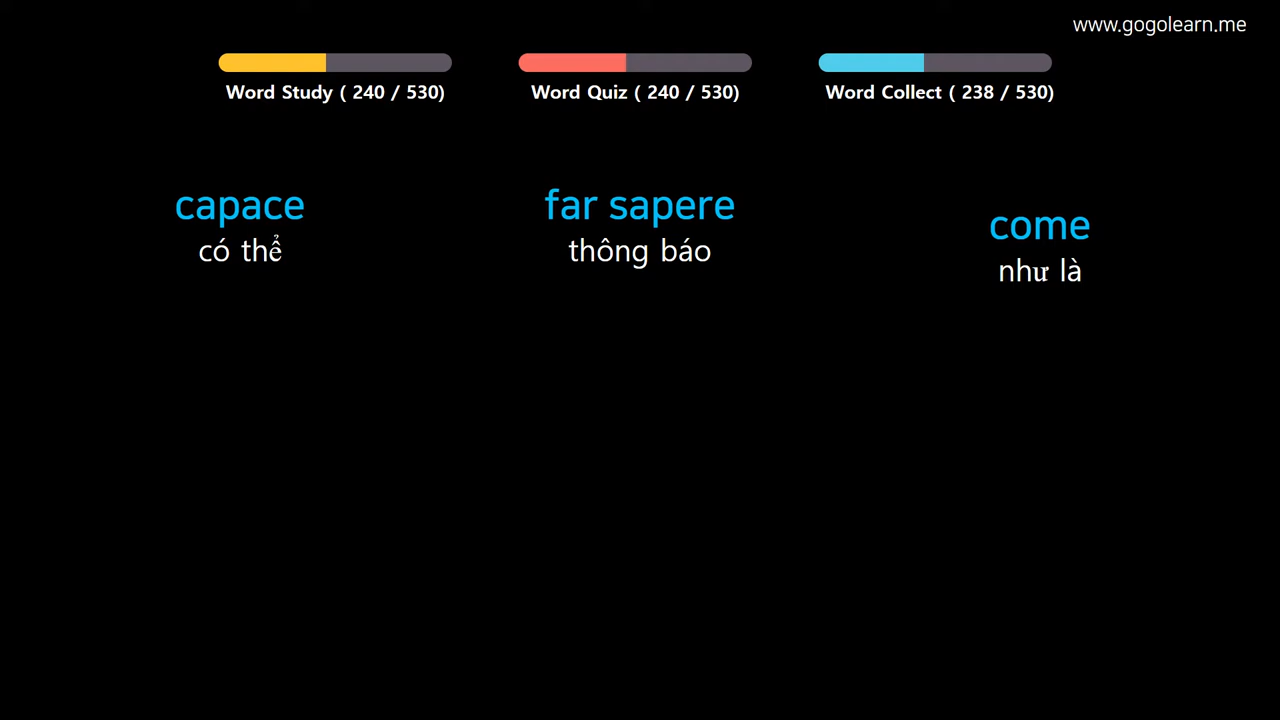 www.gogolearn.me
Word Study ( 240 / 530)
Word Quiz ( 240 / 530)
Word Collect ( 238 / 530)
capace
có thể
far sapere
thông báo
come
như là